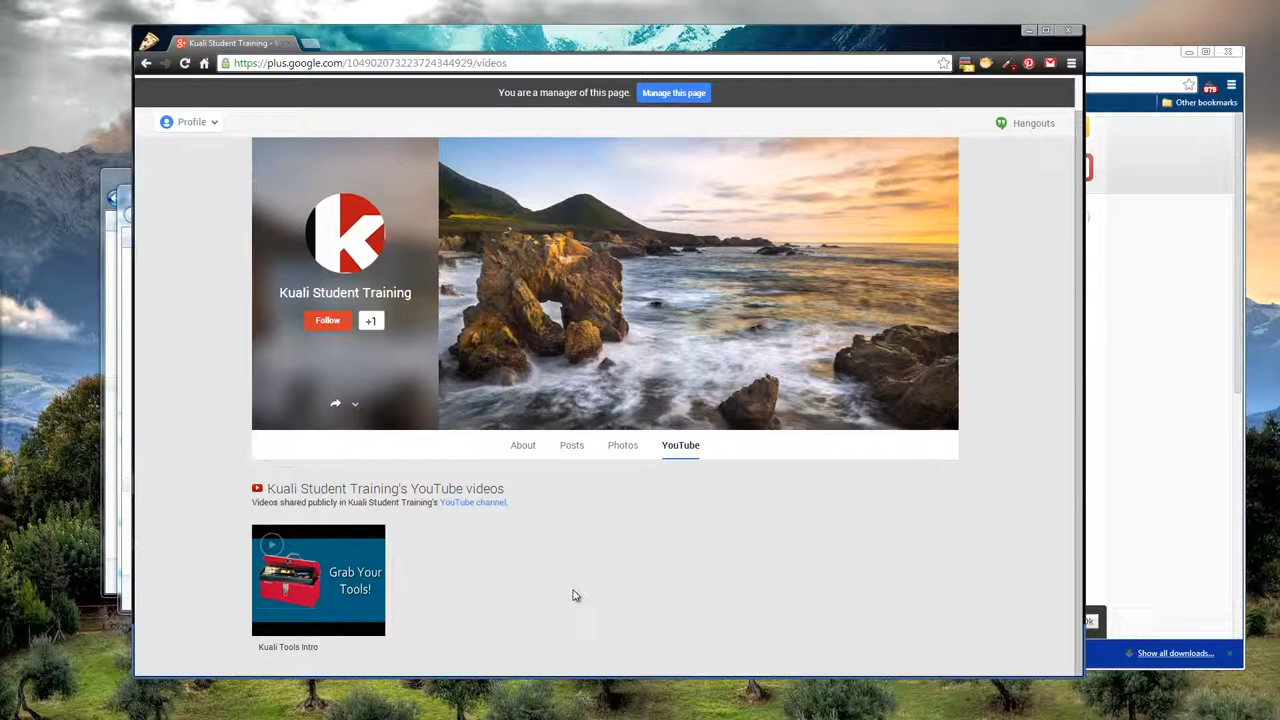 Kuali Student Training -
https://plus.google.com/104902073223724344929/videos
You are a manager of this page. Manage this page
Other bookmarks
879
Profile
Hangouts
K
Kuali Student Training
Follow
+1
About Posts Photos YouTube
Kuali Student Training's YouTube videos
Videos shared publicly in Kuali Student Training's YouTube channel.
Grab Your
Tools!
Kuali Tools Intro
Show all downloads...